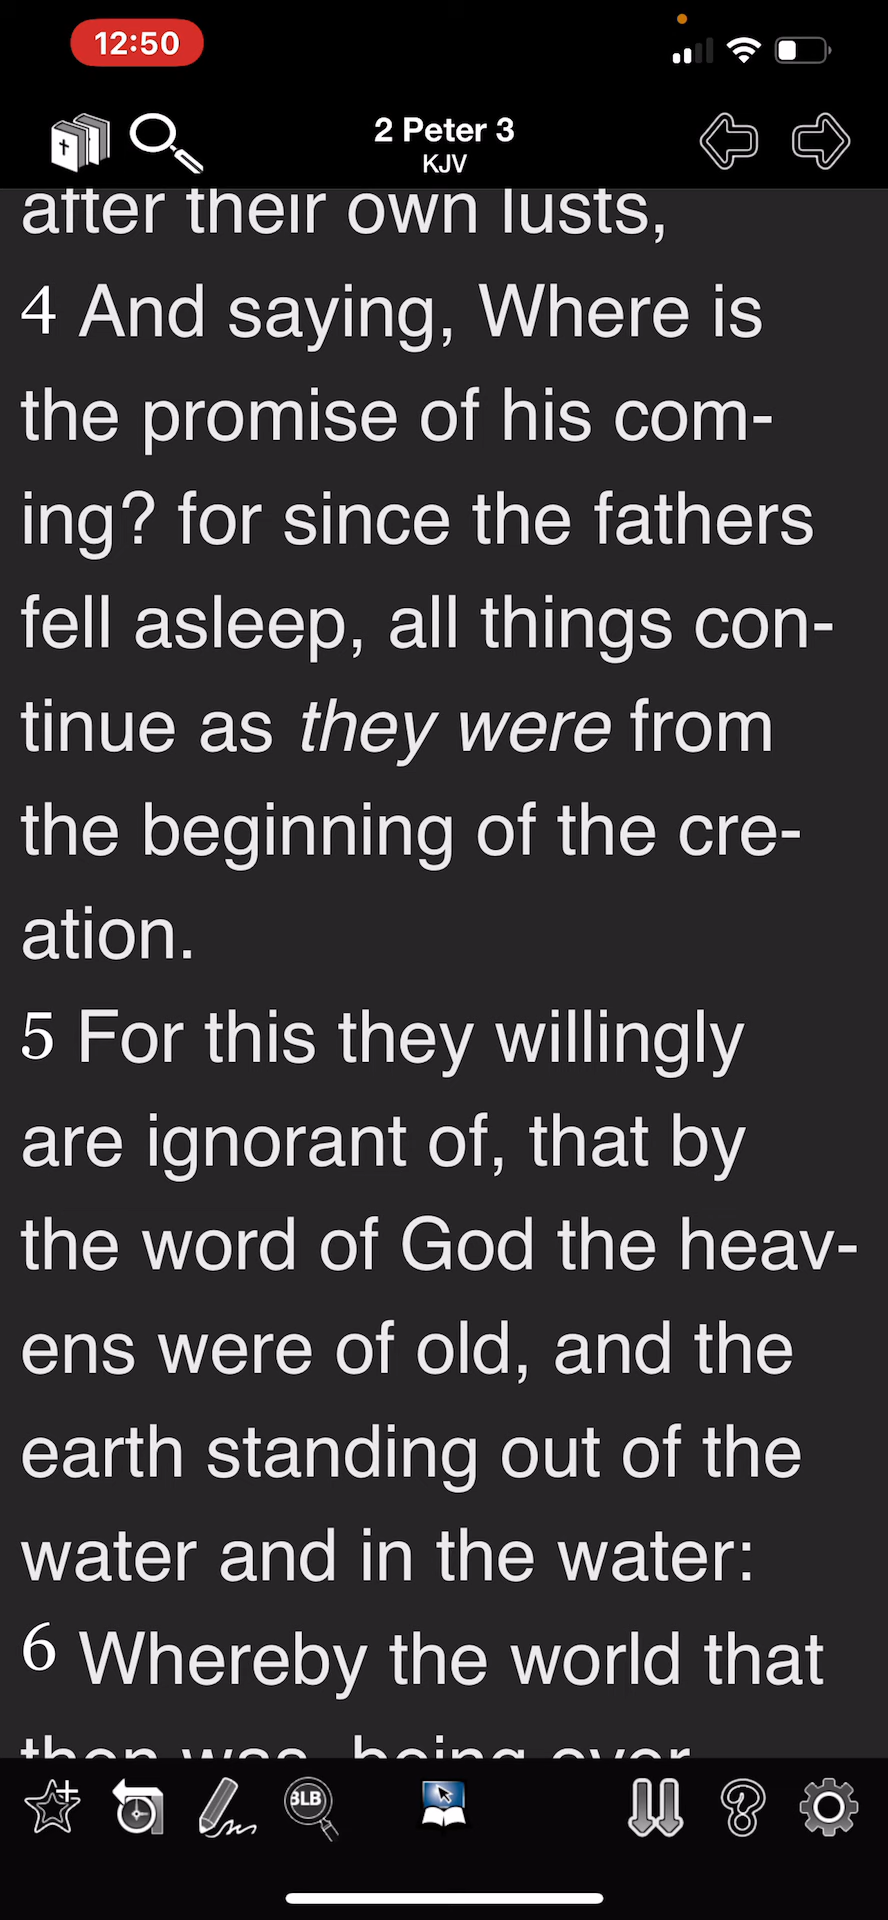 12:50
2 Peter 3
KJV
after their own lusts,
4 And saying, Where is
the promise of his com-
ing? for since the fathers
fell asleep, all things con-
tinue as they were from
the beginning of the cre-
ation.
5 For this they willingly
are ignorant of, that by
the word of God the heav-
ens were of old, and the
earth standing out of the
water and in the water:
6 Whereby the world that
then was, being over
BLB